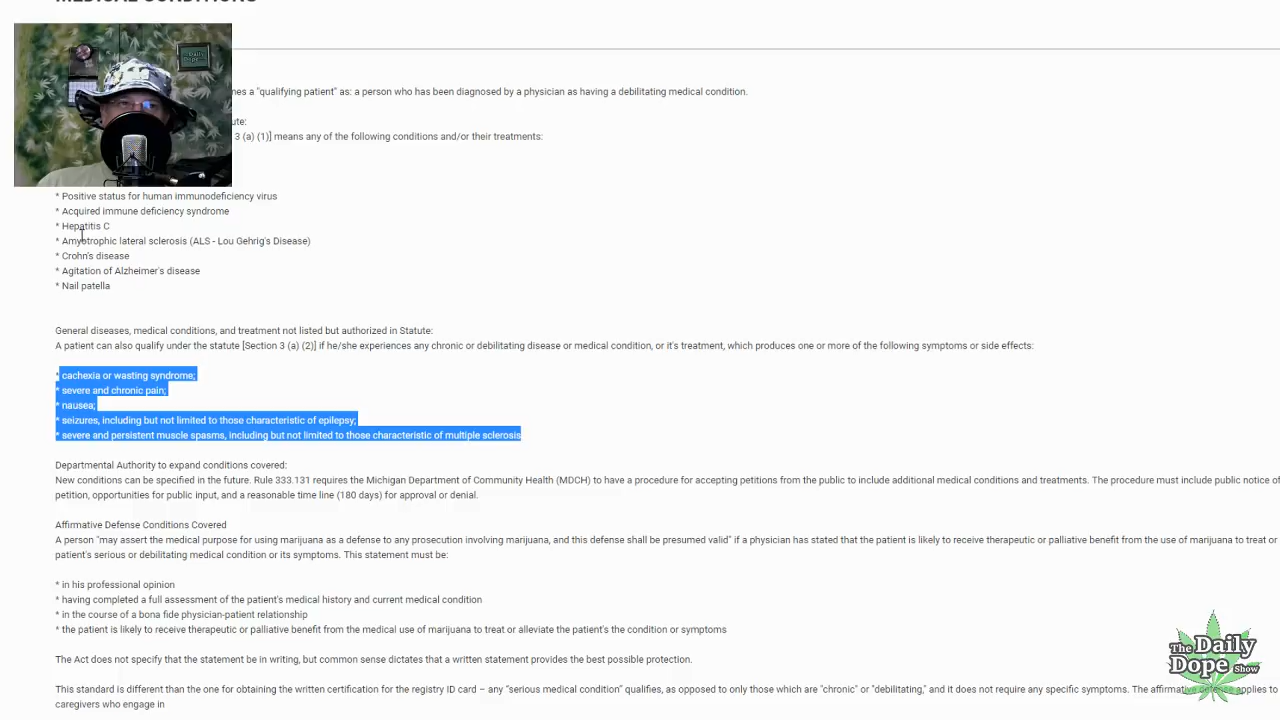 MEDICAL CONDITIONS
The Daily
Dope
mes a "qualifying patient" as: a person who has been diagnosed by a physician as having a debilitating medical condition.
ute:
3 (a) (1)] means any of the following conditions and/or their treatments:
* Positive status for human immunodeficiency virus
* Acquired immune deficiency syndrome
* Hepatitis C
* Amyotrophic lateral sclerosis (ALS - Lou Gehrig's Disease)
* Crohn's disease
* Agitation of Alzheimer's disease
* Nail patella
General diseases, medical conditions, and treatment not listed but authorized in Statute:
A patient can also qualify under the statute [Section 3 (a) (2)] if he/she experiences any chronic or debilitating disease or medical condition, or it's treatment, which produces one or more of the following symptoms or side effects:
* cachexia or wasting syndrome;
* severe and chronic pain;
* nausea;
* seizures, including but not limited to those characteristic of epilepsy;
* severe and persistent muscle spasms, including but not limited to those characteristic of multiple sclerosis
Departmental Authority to expand conditions covered:
New conditions can be specified in the future. Rule 333.131 requires the Michigan Department of Community Health (MDCH) to have a procedure for accepting petitions from the public to include additional medical conditions and treatments. The procedure must include public notice of
petition, opportunities for public input, and a reasonable time line (180 days) for approval or denial.
Affirmative Defense Conditions Covered
A person "may assert the medical purpose for using marijuana as a defense to any prosecution involving marijuana, and this defense shall be presumed valid" if a physician has stated that the patient is likely to receive therapeutic or palliative benefit from the use of marijuana to treat or
patient's serious or debilitating medical condition or its symptoms. This statement must be:
* in his professional opinion
* having completed a full assessment of the patient's medical history and current medical condition
* in the course of a bona fide physician-patient relationship
* the patient is likely to receive therapeutic or palliative benefit from the medical use of marijuana to treat or alleviate the patient's the condition or symptoms
The Act does not specify that the statement be in writing, but common sense dictates that a written statement provides the best possible protection.
This standard is different than the one for obtaining the written certification for the registry ID card – any "serious medical condition" qualifies, as opposed to only those which are "chronic" or "debilitating," and it does not require any specific symptoms. The affirmative defense applies to
caregivers who engage in
The Daily
Dope Show